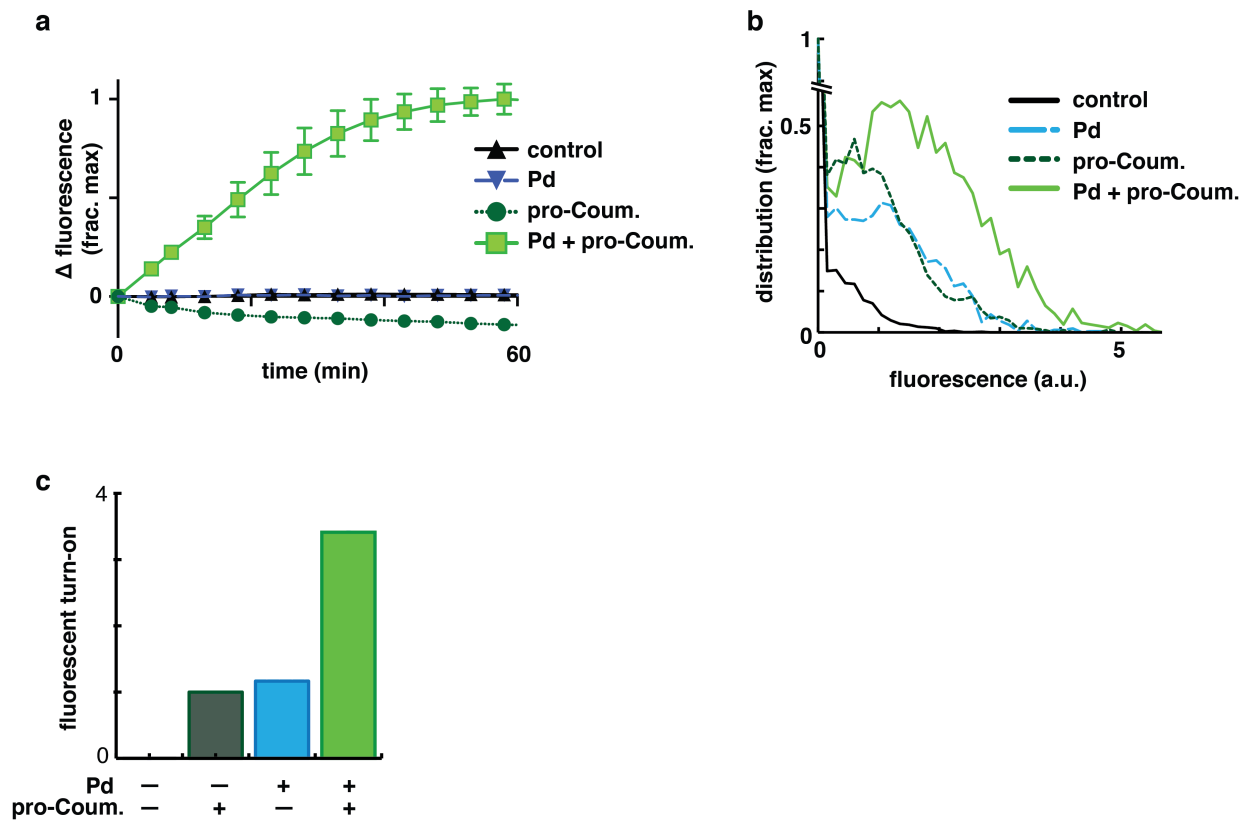 a
Δ fluorescence
(frac. max)
1
0
0
60
time (min)
control
Pd
pro-Coum.
Pd + pro-Coum.
b
distribution (frac. max)
1
0.5
0
0
5
fluorescence (a.u.)
control
Pd
pro-Coum.
Pd + pro-Coum.
c
fluorescent turn-on
4
0
Pd — — + +
pro-Coum. — + — +